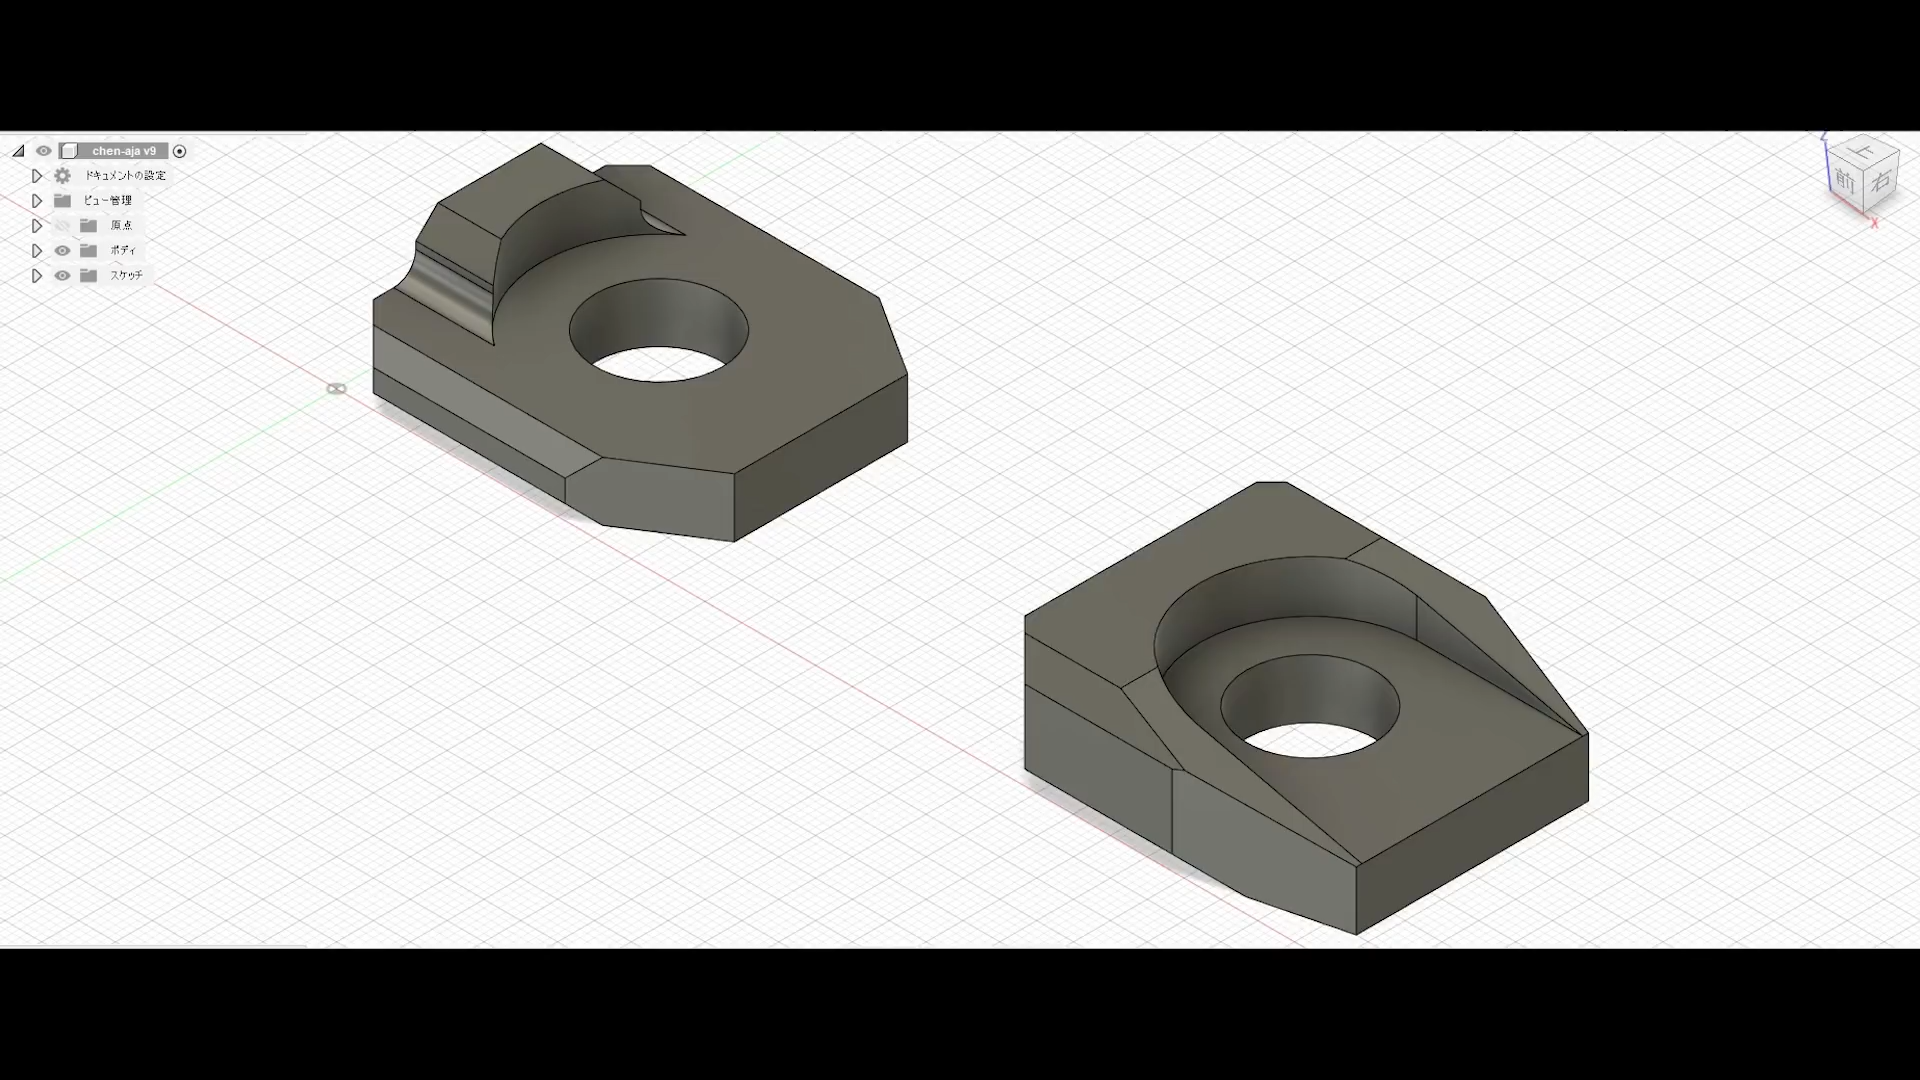 chen-aja v9
ドキュメントの設定
ビュー管理
原点
ボディ
スケッチ
Z
上
前
右
X